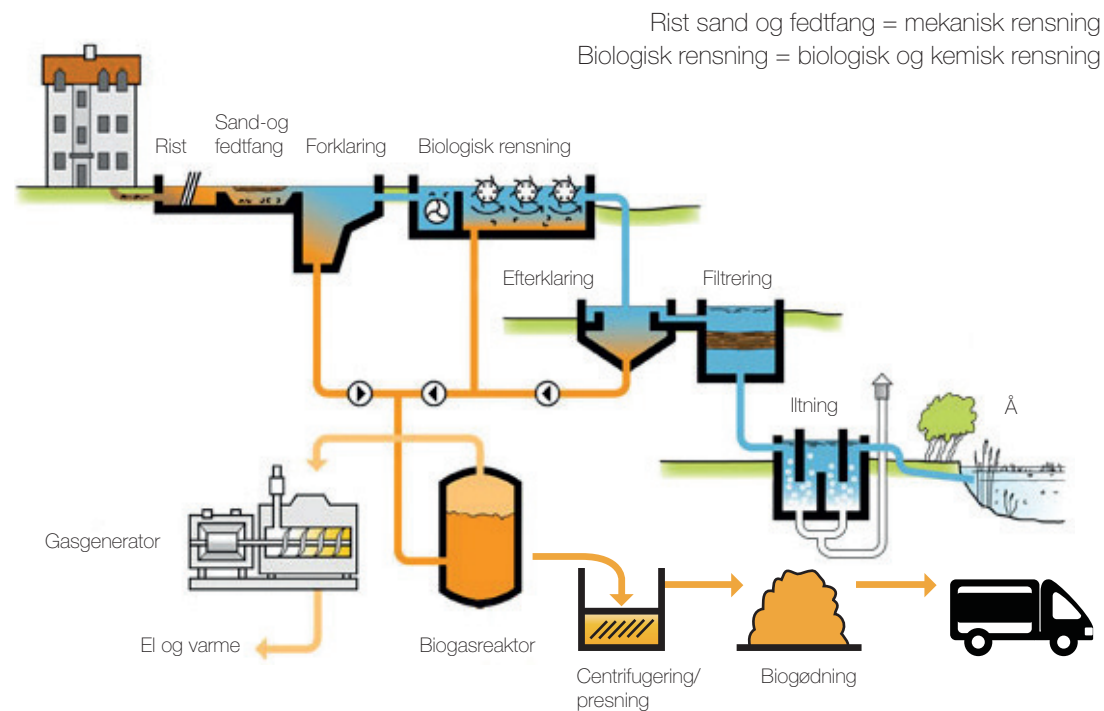 Rist sand og fedtfang = mekanisk rensning
Biologisk rensning = biologisk og kemisk rensning
Rist
Sand-og
fedtfang
Forklaring
Biologisk rensning
Efterklaring
Filtrering
Iltning
Å
Gasgenerator
El og varme
Biogasreaktor
Centrifugering/
presning
Biogødning